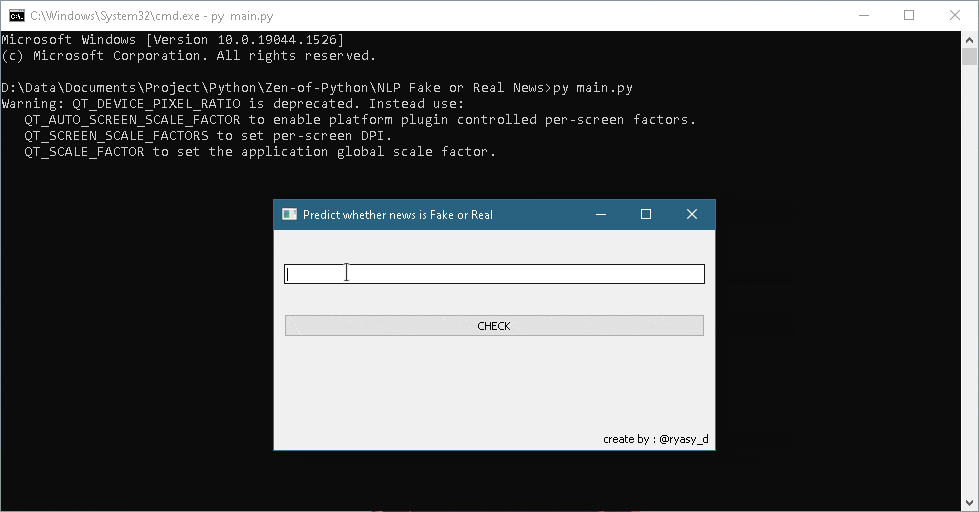 C:\Windows\System32\cmd.exe - py  main.py
Microsoft Windows [Version 10.0.19044.1526]
(c) Microsoft Corporation. All rights reserved.
D:\Data\Documents\Project\Python\Zen-of-Python\NLP Fake or Real News>py main.py
Warning: QT_DEVICE_PIXEL_RATIO is deprecated. Instead use:
   QT_AUTO_SCREEN_SCALE_FACTOR to enable platform plugin controlled per-screen factors.
   QT_SCREEN_SCALE_FACTORS to set per-screen DPI.
   QT_SCALE_FACTOR to set the application global scale factor.
Predict whether news is Fake or Real
CHECK
create by : @ryasy_d